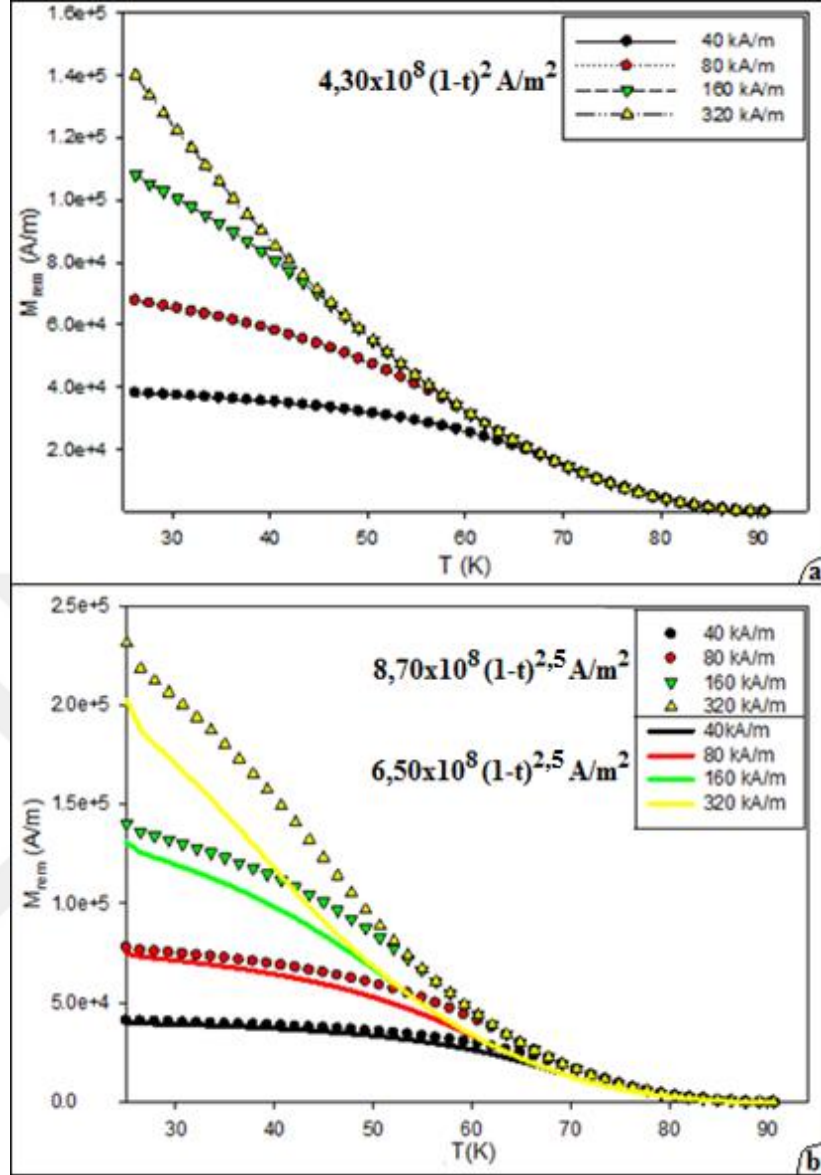 1.6e+5
1.4e+5
1.2e+5
1.0e+5
8.0e+4
6.0e+4
4.0e+4
2.0e+4
M rem (A/m)
4,30x10⁸ (1-t)² A/m²
40 kA/m
80 kA/m
160 kA/m
320 kA/m
30 40 50 60 70 80 90
T (K)
a
2.5e+5
2.0e+5
1.5e+5
1.0e+5
5.0e+4
0.0
M rem (A/m)
8,70x10⁸ (1-t)²,⁵ A/m²
6,50x10⁸ (1-t)²,⁵ A/m²
40 kA/m
80 kA/m
160 kA/m
320 kA/m
40kA/m
80 kA/m
160 kA/m
320 kA/m
30 40 50 60 70 80 90
T(K)
b